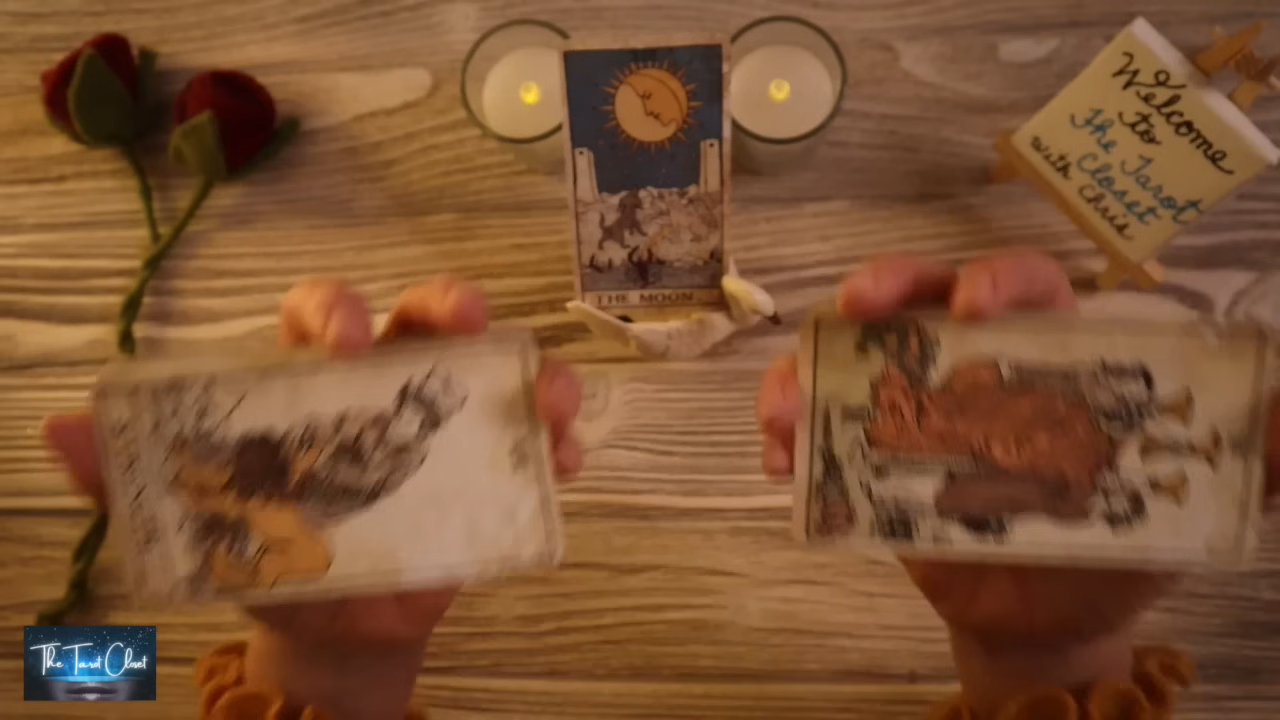 Welcome
to
The Tarot
Closet
with Chris
THE MOON.
The Tarot Closet